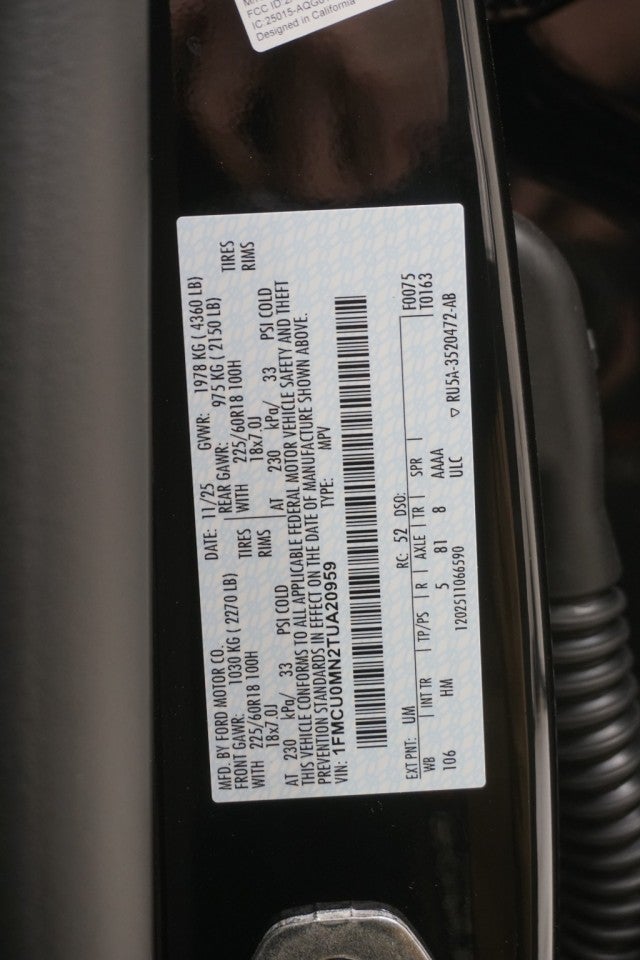 FCC ID:2
IC:25015-AQG
Designed in California
MFD. BY FORD MOTOR CO.
DATE: 11/25 GVWR: 1978 KG ( 4360 LB)
FRONT GAWR: 1030 KG ( 2270 LB)
REAR GAWR: 975 KG ( 2150 LB)
WITH 225/60R18 100H TIRES
WITH 225/60R18 100H TIRES
18x7.0J RIMS
18x7.0J RIMS
AT 230 kPa/ 33 PSI COLD
AT 230 kPa/ 33 PSI COLD
THIS VEHICLE CONFORMS TO ALL APPLICABLE FEDERAL MOTOR VEHICLE SAFETY AND THEFT
PREVENTION STANDARDS IN EFFECT ON THE DATE OF MANUFACTURE SHOWN ABOVE.
VIN: 1FMCU0MN2TUA20959 TYPE: MPV
EXT PNT: UM RC: 52 DSO: F0075
WB | INT TR | TP/PS | R | AXLE | TR | SPR | T0163
106 HM 5 81 8 AAAA
1202511066590 ULC ▽ RU5A-3520472-AB